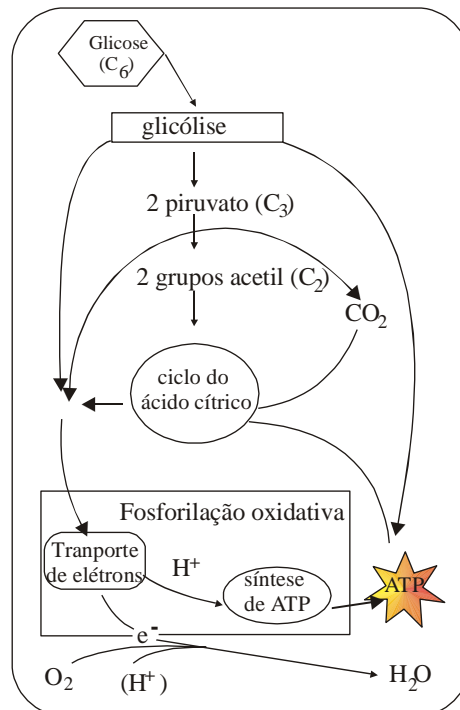 Glicose
(C6)
glicólise
2 piruvato (C3)
2 grupos acetil (C2)
CO2
ciclo do
ácido cítrico
Fosforilação oxidativa
Tranporte
de elétrons
H+
síntese
de ATP
ATP
e-
O2
(H+)
H2O